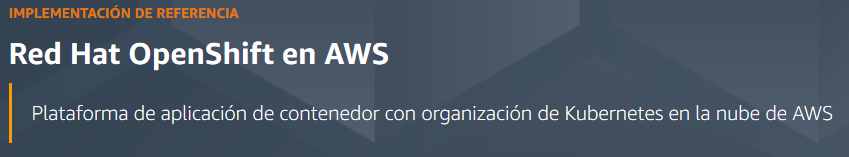 IMPLEMENTACIÓN DE REFERENCIA
Red Hat OpenShift en AWS
Plataforma de aplicación de contenedor con organización de Kubernetes en la nube de AWS